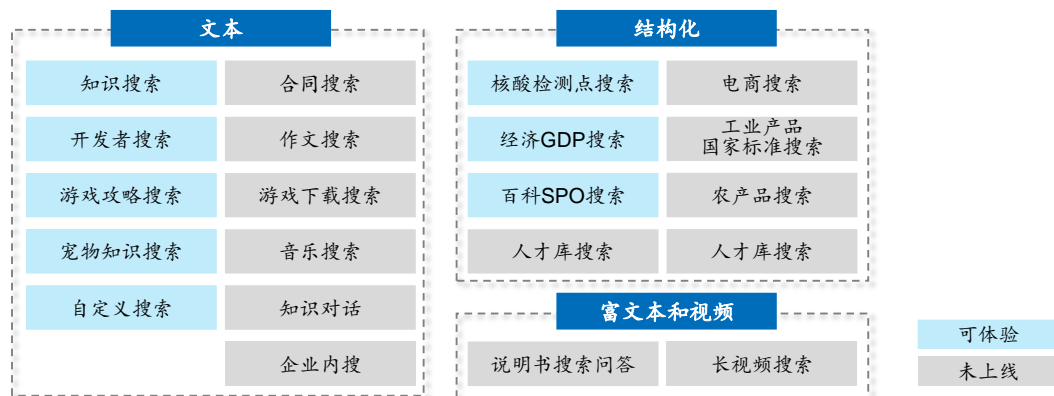 文本
知识搜索
合同搜索
开发者搜索
作文搜索
游戏攻略搜索
游戏下载搜索
宠物知识搜索
音乐搜索
自定义搜索
知识对话
企业内搜
结构化
核酸检测点搜索
电商搜索
经济GDP搜索
工业产品
国家标准搜索
百科SPO搜索
农产品搜索
人才库搜索
人才库搜索
富文本和视频
说明书搜索问答
长视频搜索
可体验
未上线